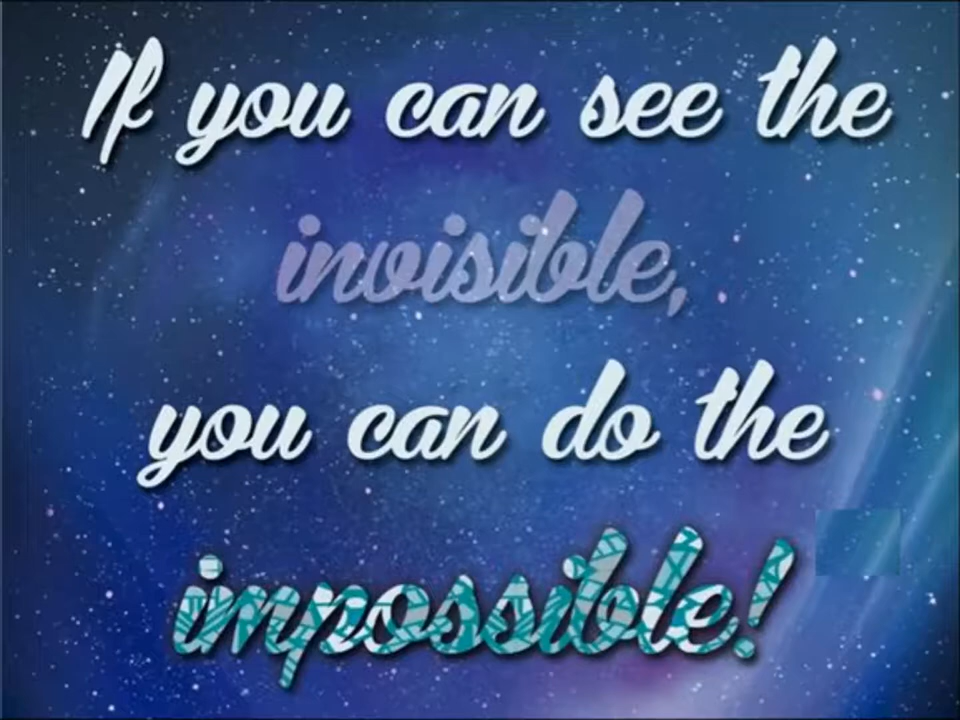 If you can see the
invisible,
you can do the
impossible!